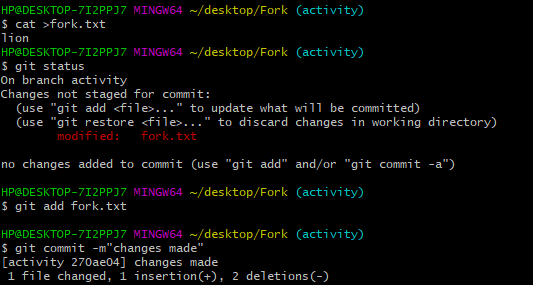 HP@DESKTOP-7I2PPJ7 MINGW64 ~/desktop/Fork (activity)
$ cat >fork.txt
lion
HP@DESKTOP-7I2PPJ7 MINGW64 ~/desktop/Fork (activity)
$ git status
On branch activity
Changes not staged for commit:
  (use "git add <file>..." to update what will be committed)
  (use "git restore <file>..." to discard changes in working directory)
        modified:   fork.txt

no changes added to commit (use "git add" and/or "git commit -a")

HP@DESKTOP-7I2PPJ7 MINGW64 ~/desktop/Fork (activity)
$ git add fork.txt

HP@DESKTOP-7I2PPJ7 MINGW64 ~/desktop/Fork (activity)
$ git commit -m"changes made"
[activity 270ae04] changes made
 1 file changed, 1 insertion(+), 2 deletions(-)